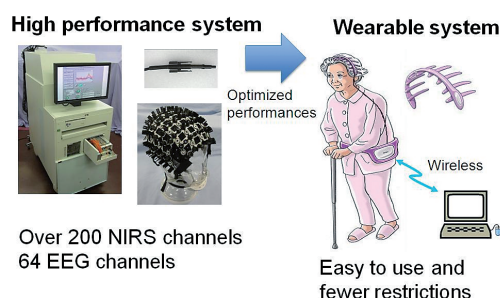 High performance system
Wearable system
Optimized
performances
Wireless
Over 200 NIRS channels
64 EEG channels
Easy to use and
fewer restrictions